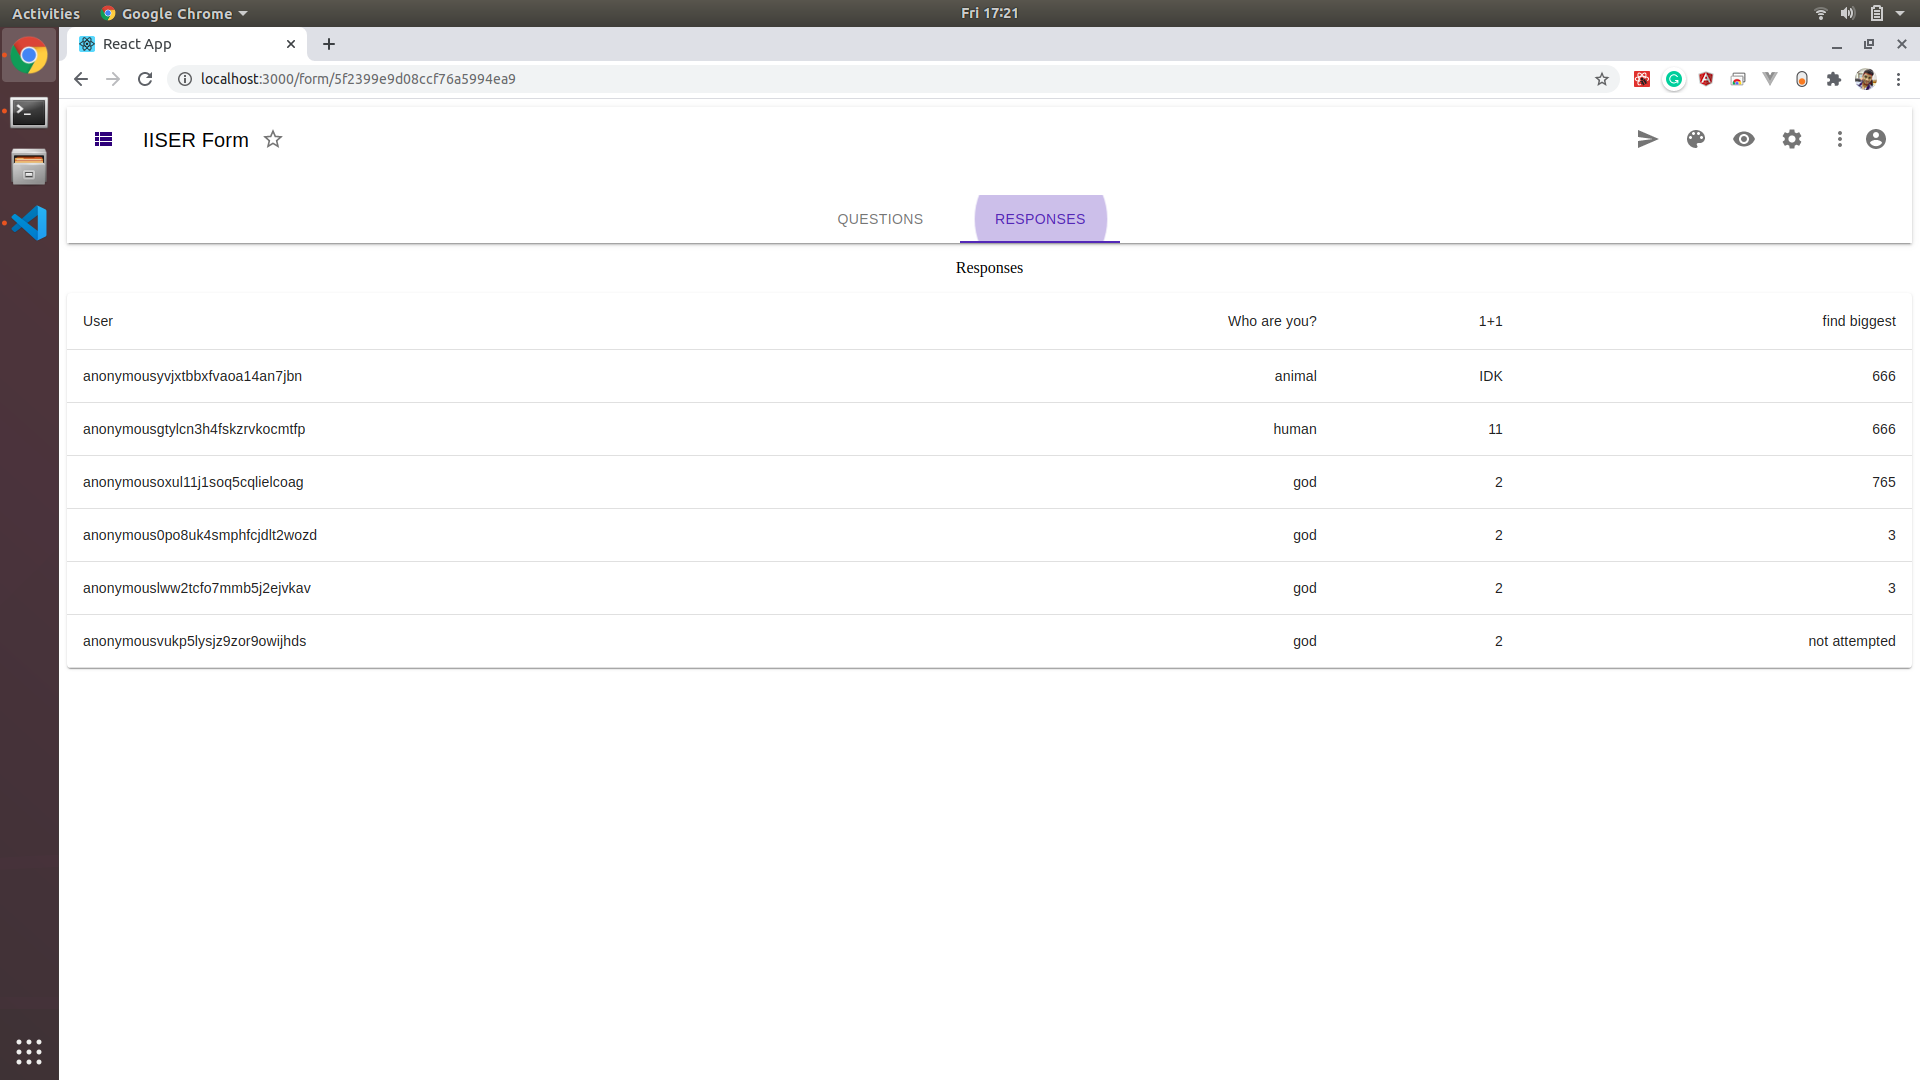 Activities Google Chrome Fri 17:21
React App
localhost:3000/form/5f2399e9d08ccf76a5994ea9
IISER Form
QUESTIONS RESPONSES
Responses
User Who are you? 1+1 find biggest
anonymousyvjxtbbxfvaoa14an7jbn animal IDK 666
anonymousgtylcn3h4fskzrvkocmtfp human 11 666
anonymousoxul11j1soq5cqlielcoag god 2 765
anonymous0po8uk4smphfcjdlt2wozd god 2 3
anonymouslww2tcfo7mmb5j2ejvkav god 2 3
anonymousvukp5lysjz9zor9owijhds god 2 not attempted